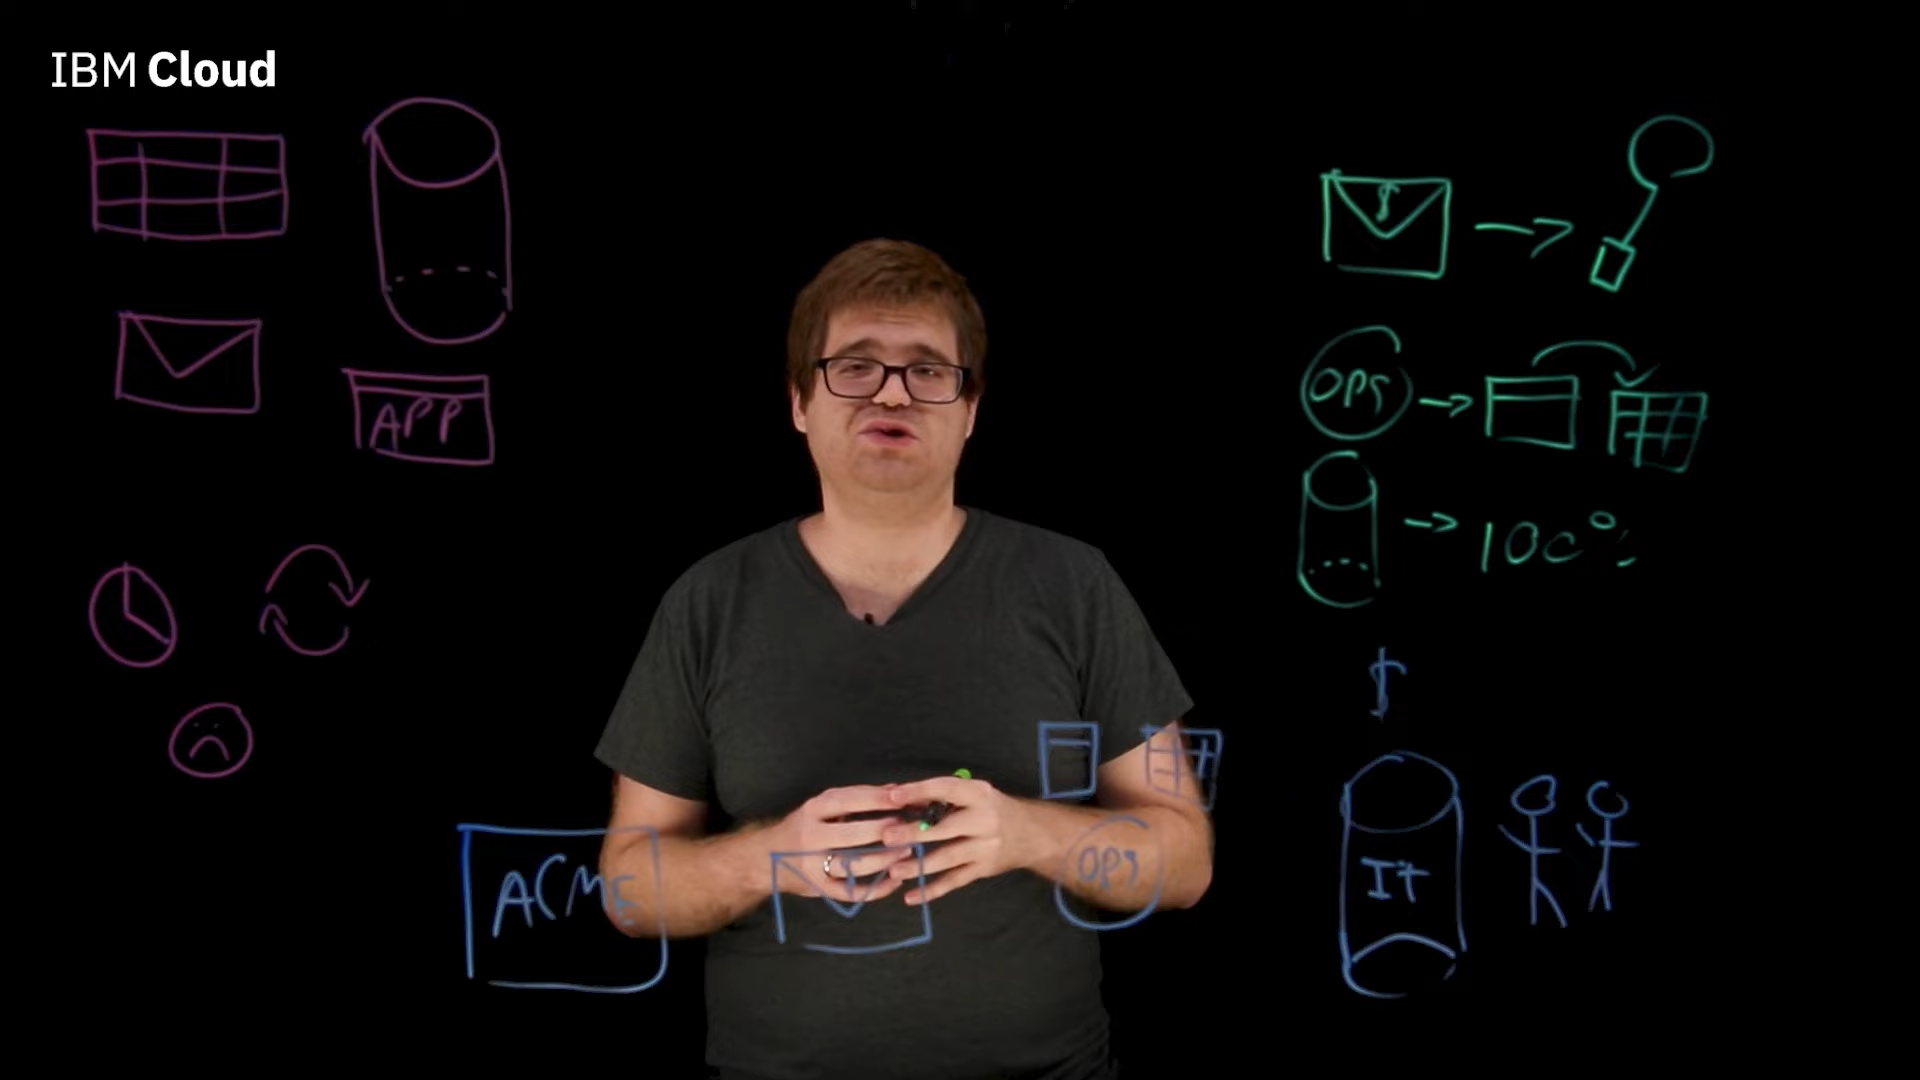 IBM Cloud
APP
$
OPS
100%
$
ACME
$
OPS
IT